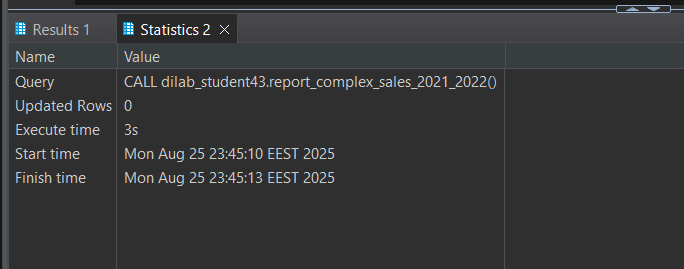 Results 1 Statistics 2
Name Value
Query CALL dilab_student43.report_complex_sales_2021_2022()
Updated Rows 0
Execute time 3s
Start time Mon Aug 25 23:45:10 EEST 2025
Finish time Mon Aug 25 23:45:13 EEST 2025